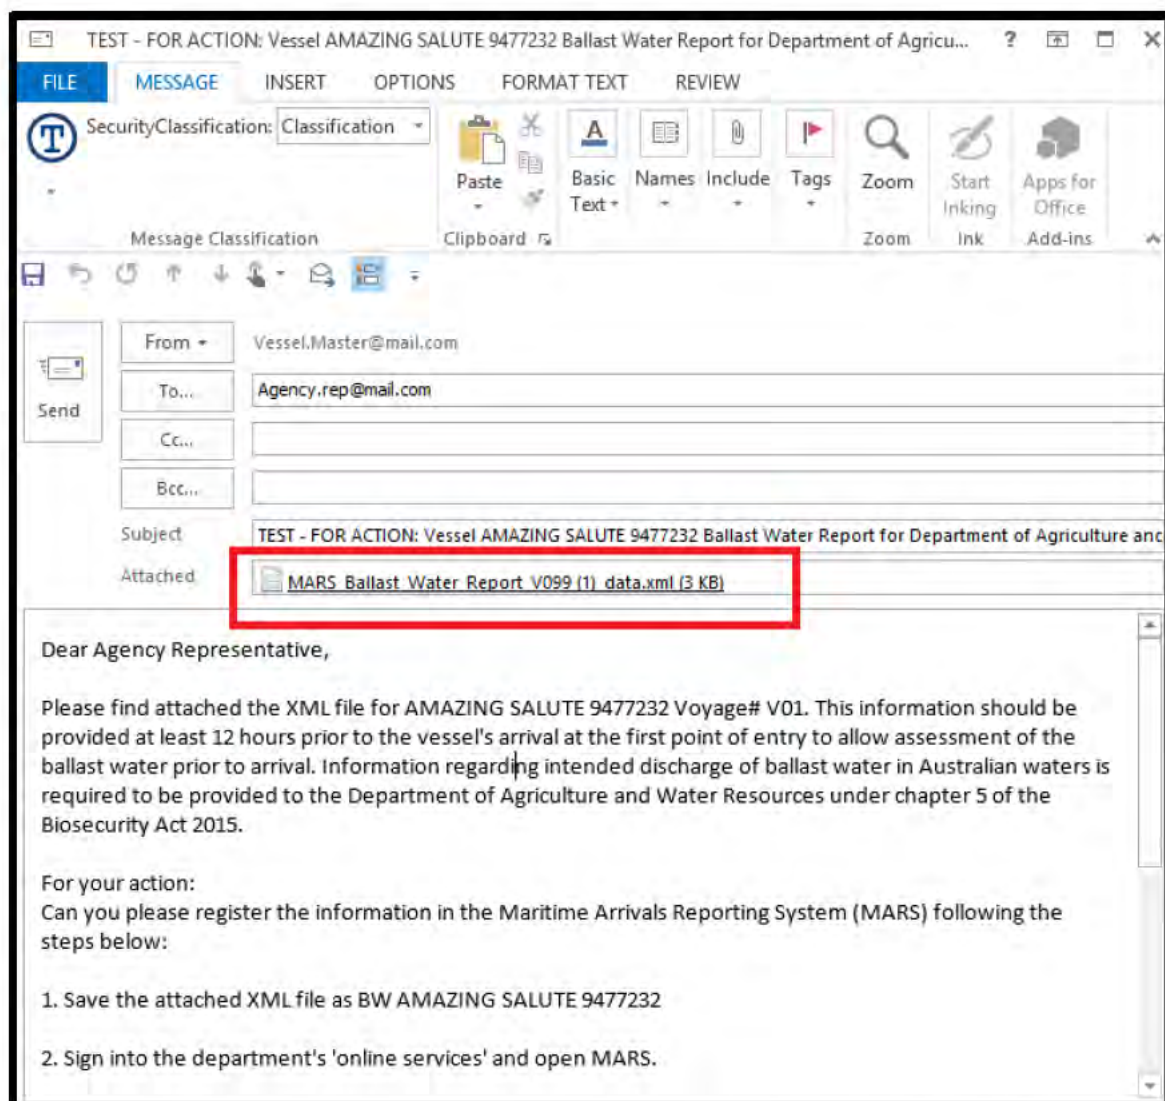 TEST - FOR ACTION: Vessel AMAZING SALUTE 9477232 Ballast Water Report for Department of Agricu... ?
FILE MESSAGE INSERT OPTIONS FORMAT TEXT REVIEW
T SecurityClassification: Classification
Paste Basic Text Names Include Tags Zoom Start Inking Apps for Office
Message Classification Clipboard Zoom Ink Add-ins
From Vessel.Master@mail.com
Send
To... Agency.rep@mail.com
Cc...
Bcc...
Subject TEST - FOR ACTION: Vessel AMAZING SALUTE 9477232 Ballast Water Report for Department of Agriculture anc
Attached MARS_Ballast_Water_Report_V099 (1)_data.xml (3 KB)
Dear Agency Representative,
Please find attached the XML file for AMAZING SALUTE 9477232 Voyage# V01. This information should be
provided at least 12 hours prior to the vessel's arrival at the first point of entry to allow assessment of the
ballast water prior to arrival. Information regarding intended discharge of ballast water in Australian waters is
required to be provided to the Department of Agriculture and Water Resources under chapter 5 of the
Biosecurity Act 2015.
For your action:
Can you please register the information in the Maritime Arrivals Reporting System (MARS) following the
steps below:
1. Save the attached XML file as BW AMAZING SALUTE 9477232
2. Sign into the department's 'online services' and open MARS.